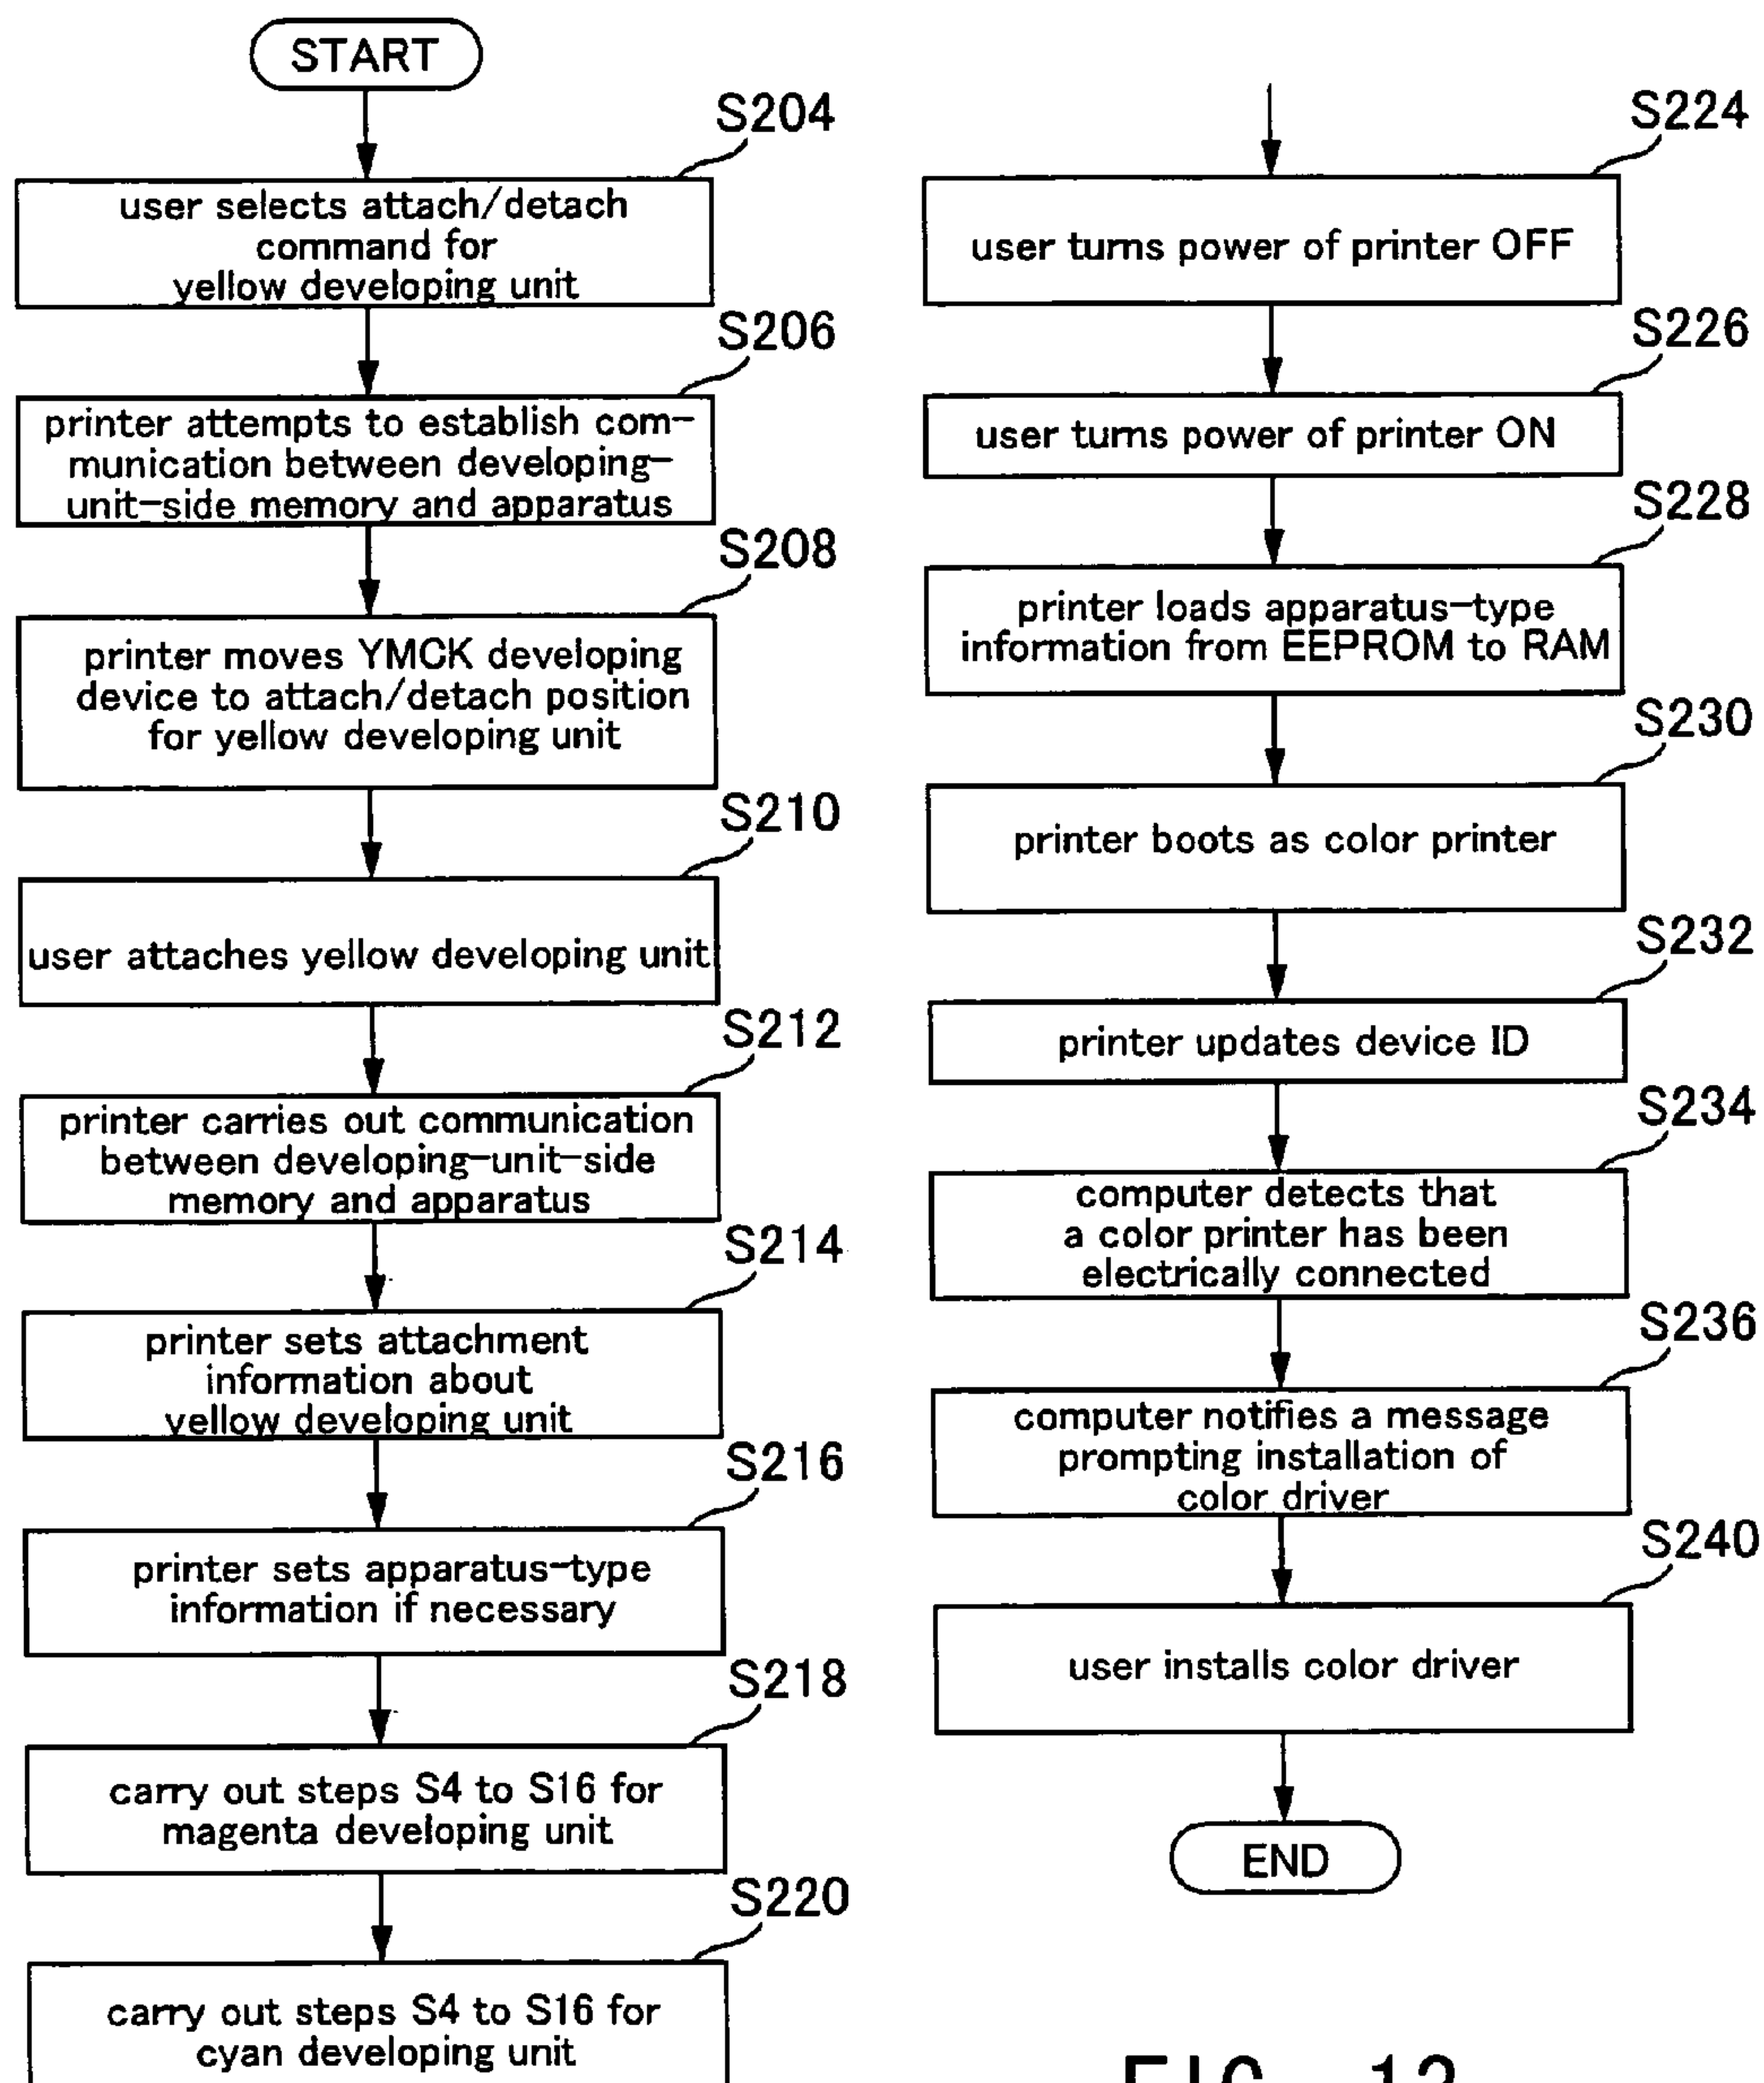 START
S204
user selects attach/detach
command for
yellow developing unit
S206
printer attempts to establish com-
munication between developing-
unit-side memory and apparatus
S208
printer moves YMCK developing
device to attach/detach position
for yellow developing unit
S210
user attaches yellow developing unit
S212
printer carries out communication
between developing-unit-side
memory and apparatus
S214
printer sets attachment
information about
yellow developing unit
S216
printer sets apparatus-type
information if necessary
S218
carry out steps S4 to S16 for
magenta developing unit
S220
carry out steps S4 to S16 for
cyan developing unit
S224
user turns power of printer OFF
S226
user turns power of printer ON
S228
printer loads apparatus-type
information from EEPROM to RAM
S230
printer boots as color printer
S232
printer updates device ID
S234
computer detects that
a color printer has been
electrically connected
S236
computer notifies a message
prompting installation of
color driver
S240
user installs color driver
END